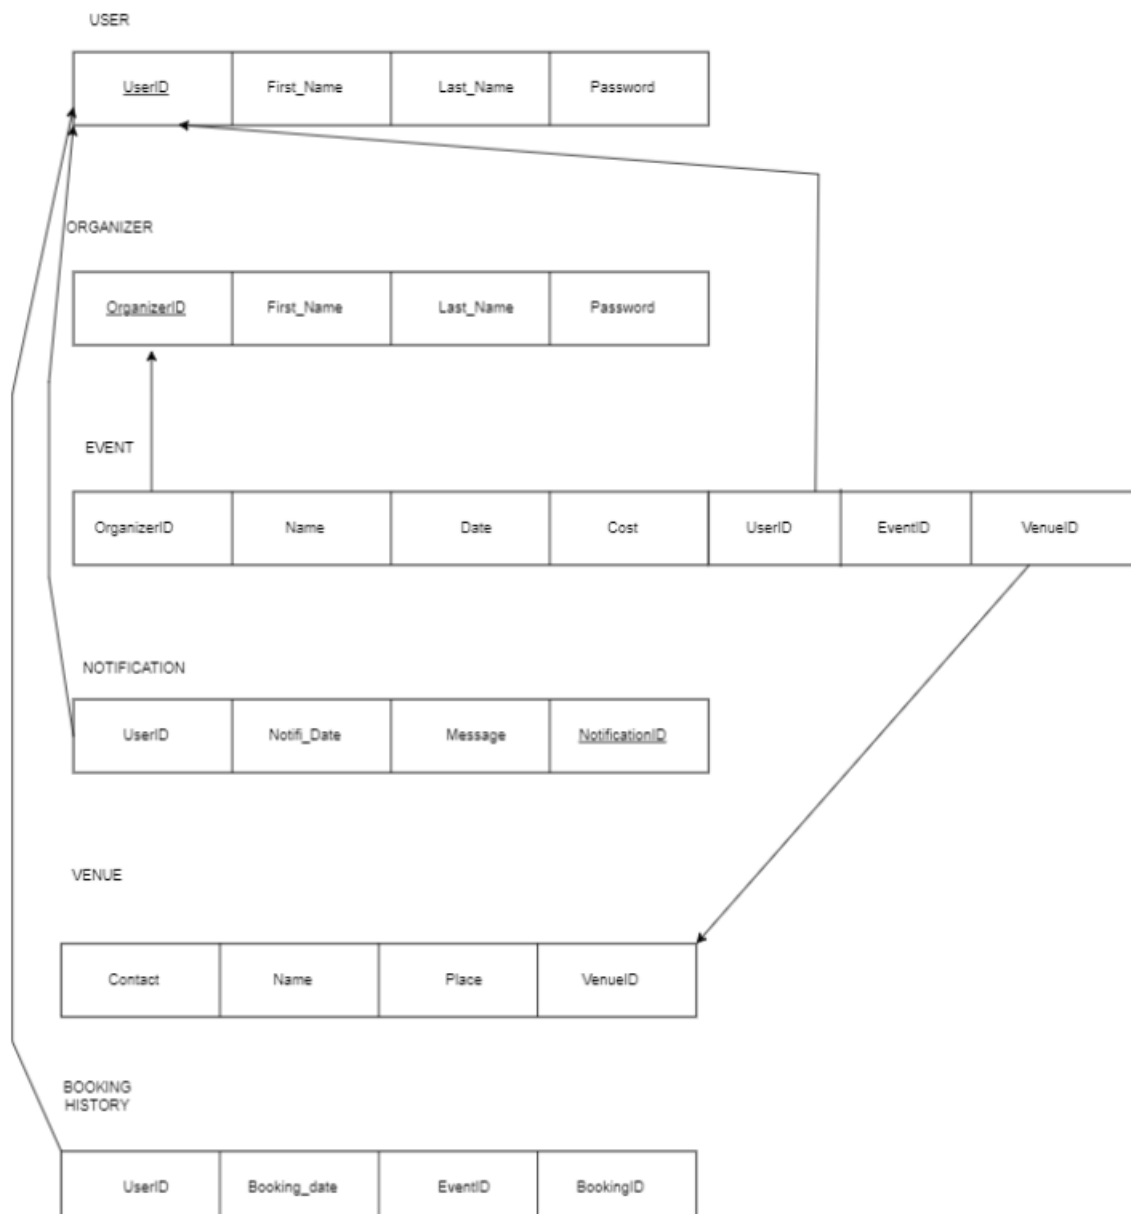 USER
UserID First_Name Last_Name Password
ORGANIZER
OrganizerID First_Name Last_Name Password
EVENT
OrganizerID Name Date Cost UserID EventID VenueID
NOTIFICATION
UserID Notifi_Date Message NotificationID
VENUE
Contact Name Place VenueID
BOOKING
HISTORY
UserID Booking_date EventID BookingID